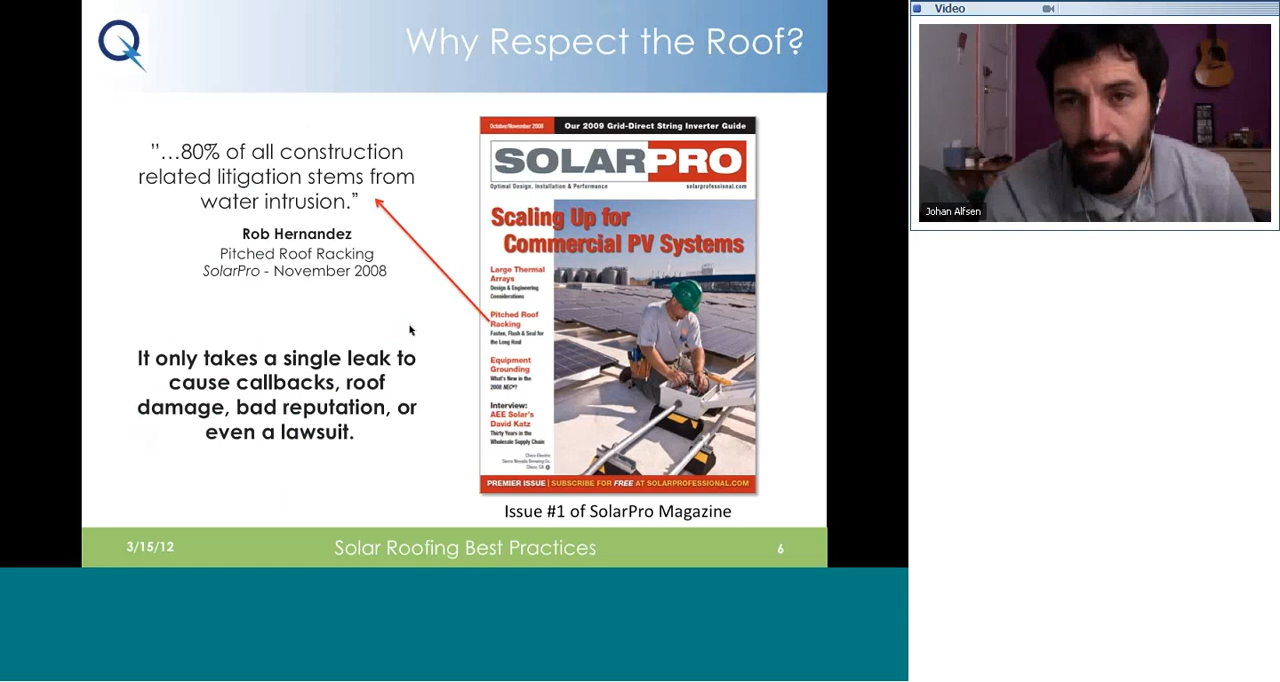 Why Respect the Roof?
"...80% of all construction
related litigation stems from
water intrusion."
Rob Hernandez
Pitched Roof Racking
SolarPro - November 2008
It only takes a single leak to
cause callbacks, roof
damage, bad reputation, or
even a lawsuit.
October/November 2008
Our 2009 Grid-Direct String Inverter Guide
SOLARPRO
Optimal Design, Installation & Performance
solarprofessional.com
Scaling Up for
Commercial PV Systems
Large Thermal
Arrays
Design & Engineering
Considerations
Pitched Roof
Racking
Fasten, Flash & Seal for
the Long Haul
Equipment
Grounding
What's New in the
2008 NEC?
Interview:
AEE Solar's
David Katz
Thirty Years in the
Wholesale Supply Chain
PREMIER ISSUE | SUBSCRIBE FOR FREE AT SOLARPROFESSIONAL.COM
Issue #1 of SolarPro Magazine
3/15/12
Solar Roofing Best Practices
6
Video
Johan Alfsen